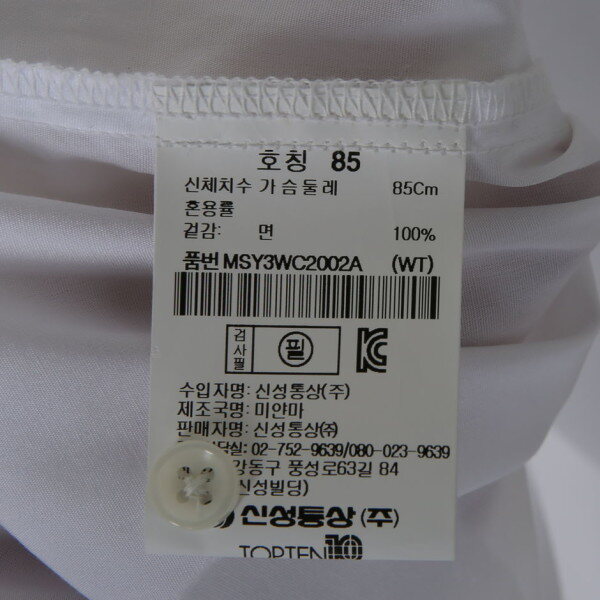 호칭 85
신체치수 가슴둘레 85Cm
혼용률
겉감: 면 100%
품번 MSY3WC2002A (WT)
검사필 필
수입자명: 신성통상(주)
제조국명: 미얀마
판매자명: 신성통상㈜
02-752-9639/080-023-9639
강동구 풍성로63길 84
신성빌딩)
신성통상 (주)
TOPTEN10